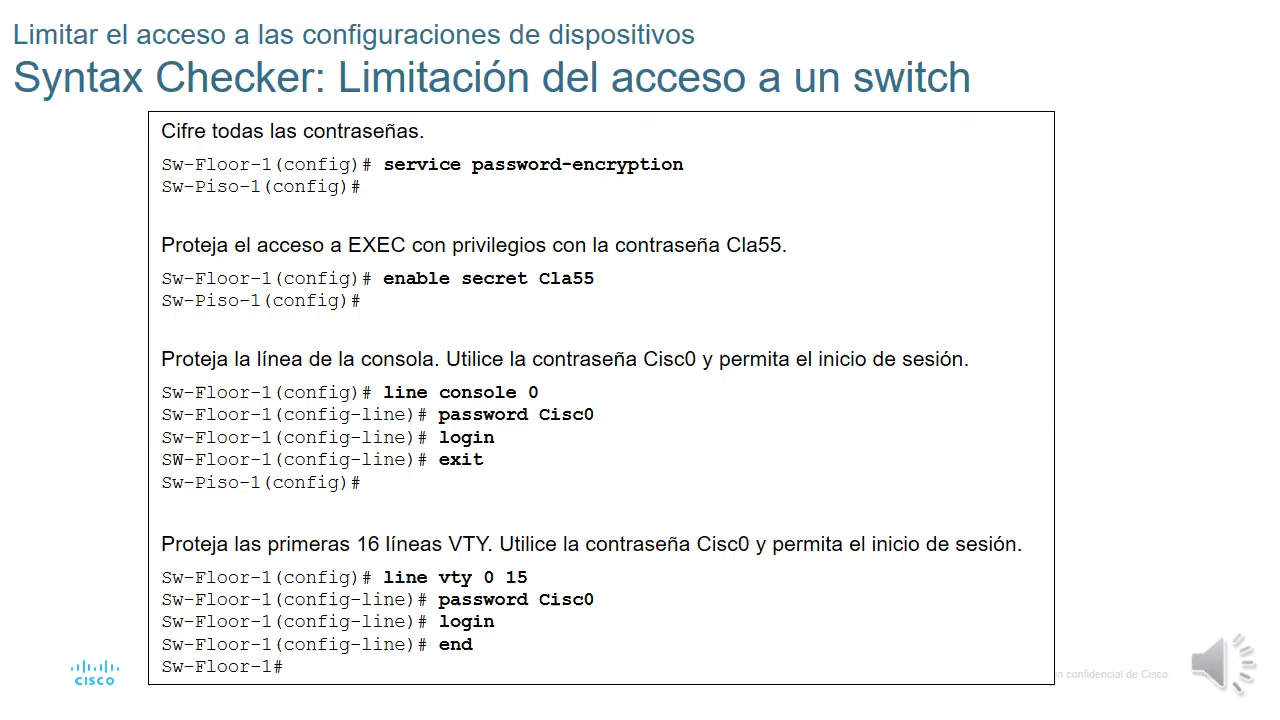 Limitar el acceso a las configuraciones de dispositivos
Syntax Checker: Limitación del acceso a un switch
Cifre todas las contraseñas.
Sw-Floor-1(config)# service password-encryption
Sw-Piso-1(config)#
Proteja el acceso a EXEC con privilegios con la contraseña Cla55.
Sw-Floor-1(config)# enable secret Cla55
Sw-Piso-1(config)#
Proteja la línea de la consola. Utilice la contraseña Cisc0 y permita el inicio de sesión.
Sw-Floor-1(config)# line console 0
Sw-Floor-1(config-line)# password Cisc0
Sw-Floor-1(config-line)# login
SW-Floor-1(config-line)# exit
Sw-Piso-1(config)#
Proteja las primeras 16 líneas VTY. Utilice la contraseña Cisc0 y permita el inicio de sesión.
Sw-Floor-1(config)# line vty 0 15
Sw-Floor-1(config-line)# password Cisc0
Sw-Floor-1(config-line)# login
Sw-Floor-1(config-line)# end
Sw-Floor-1#
CISCO
confidencial de Cisco.